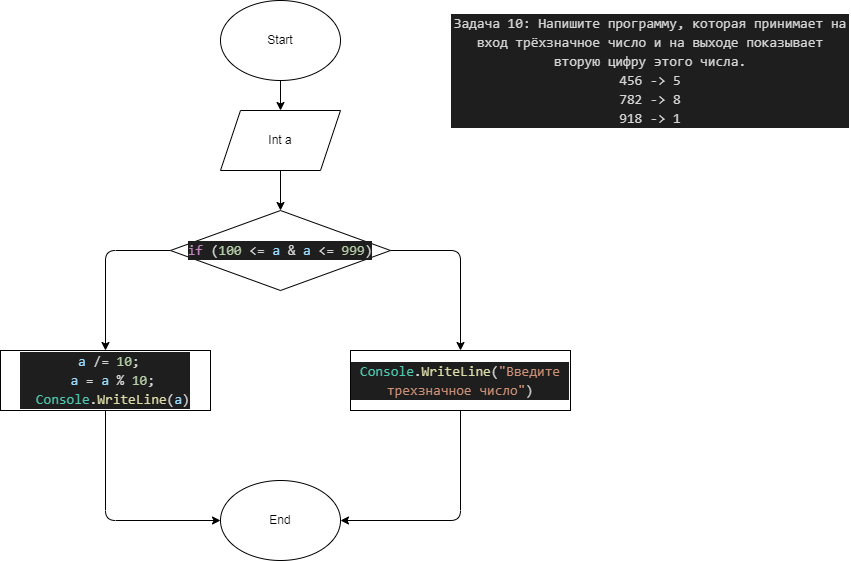 Start
Задача 10: Напишите программу, которая принимает на
вход трёхзначное число и на выходе показывает
вторую цифру этого числа.
456 -> 5
782 -> 8
918 -> 1
Int a
if (100 <= a & a <= 999)
a /= 10;
a = a % 10;
Console.WriteLine(a)
Console.WriteLine("Введите
трехзначное число")
End